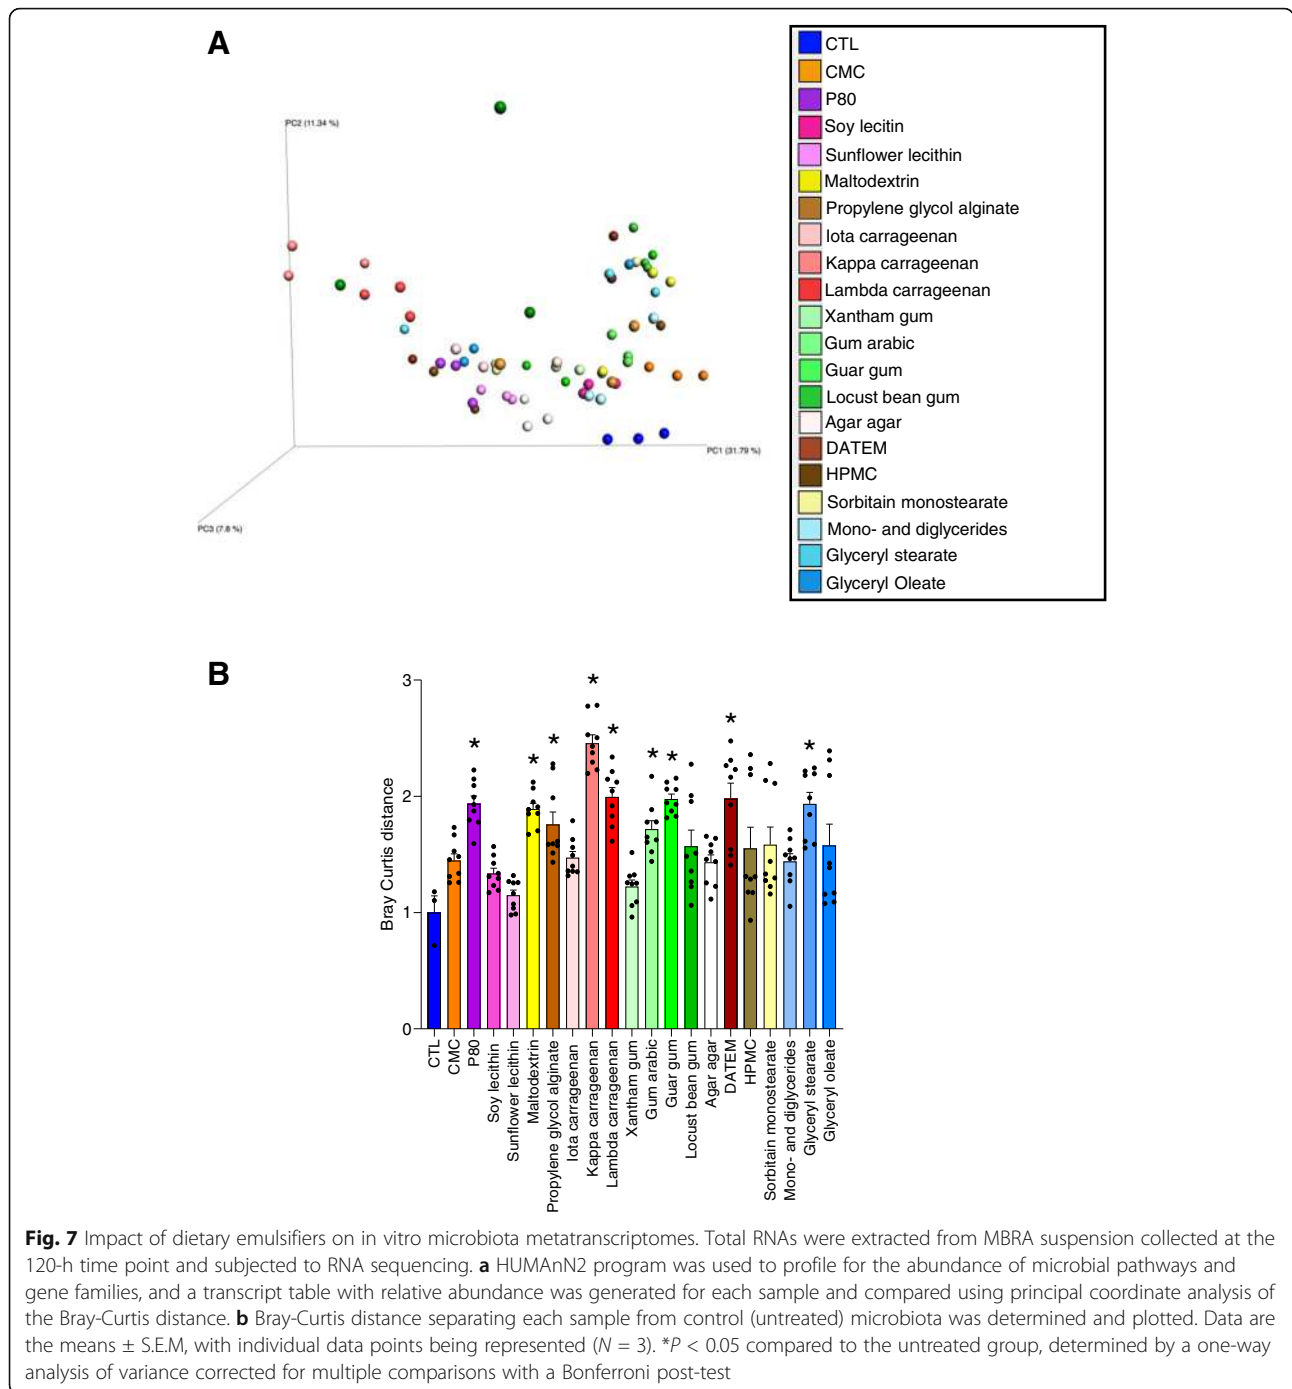 A
PC2 (11.34 %)
PC1 (31.79 %)
PC3 (7.8 %)
CTL
CMC
P80
Soy lecitin
Sunflower lecithin
Maltodextrin
Propylene glycol alginate
Iota carrageenan
Kappa carrageenan
Lambda carrageenan
Xantham gum
Gum arabic
Guar gum
Locust bean gum
Agar agar
DATEM
HPMC
Sorbitain monostearate
Mono- and diglycerides
Glyceryl stearate
Glyceryl Oleate
B
Bray Curtis distance
3
2
1
0
* * * * * * * * *
CTL
CMC
P80
Soy lecithin
Sunflower lecithin
Maltodextrin
Propylene glycol alginate
Iota carrageenan
Kappa carrageenan
Lambda carrageenan
Xantham gum
Gum arabic
Guar gum
Locust bean gum
Agar agar
DATEM
HPMC
Sorbitain monostearate
Mono- and diglycerides
Glyceryl stearate
Glyceryl oleate
Fig. 7 Impact of dietary emulsifiers on in vitro microbiota metatranscriptomes. Total RNAs were extracted from MBRA suspension collected at the
120-h time point and subjected to RNA sequencing. a HUMAnN2 program was used to profile for the abundance of microbial pathways and
gene families, and a transcript table with relative abundance was generated for each sample and compared using principal coordinate analysis of
the Bray-Curtis distance. b Bray-Curtis distance separating each sample from control (untreated) microbiota was determined and plotted. Data are
the means ± S.E.M, with individual data points being represented (N = 3). *P < 0.05 compared to the untreated group, determined by a one-way
analysis of variance corrected for multiple comparisons with a Bonferroni post-test